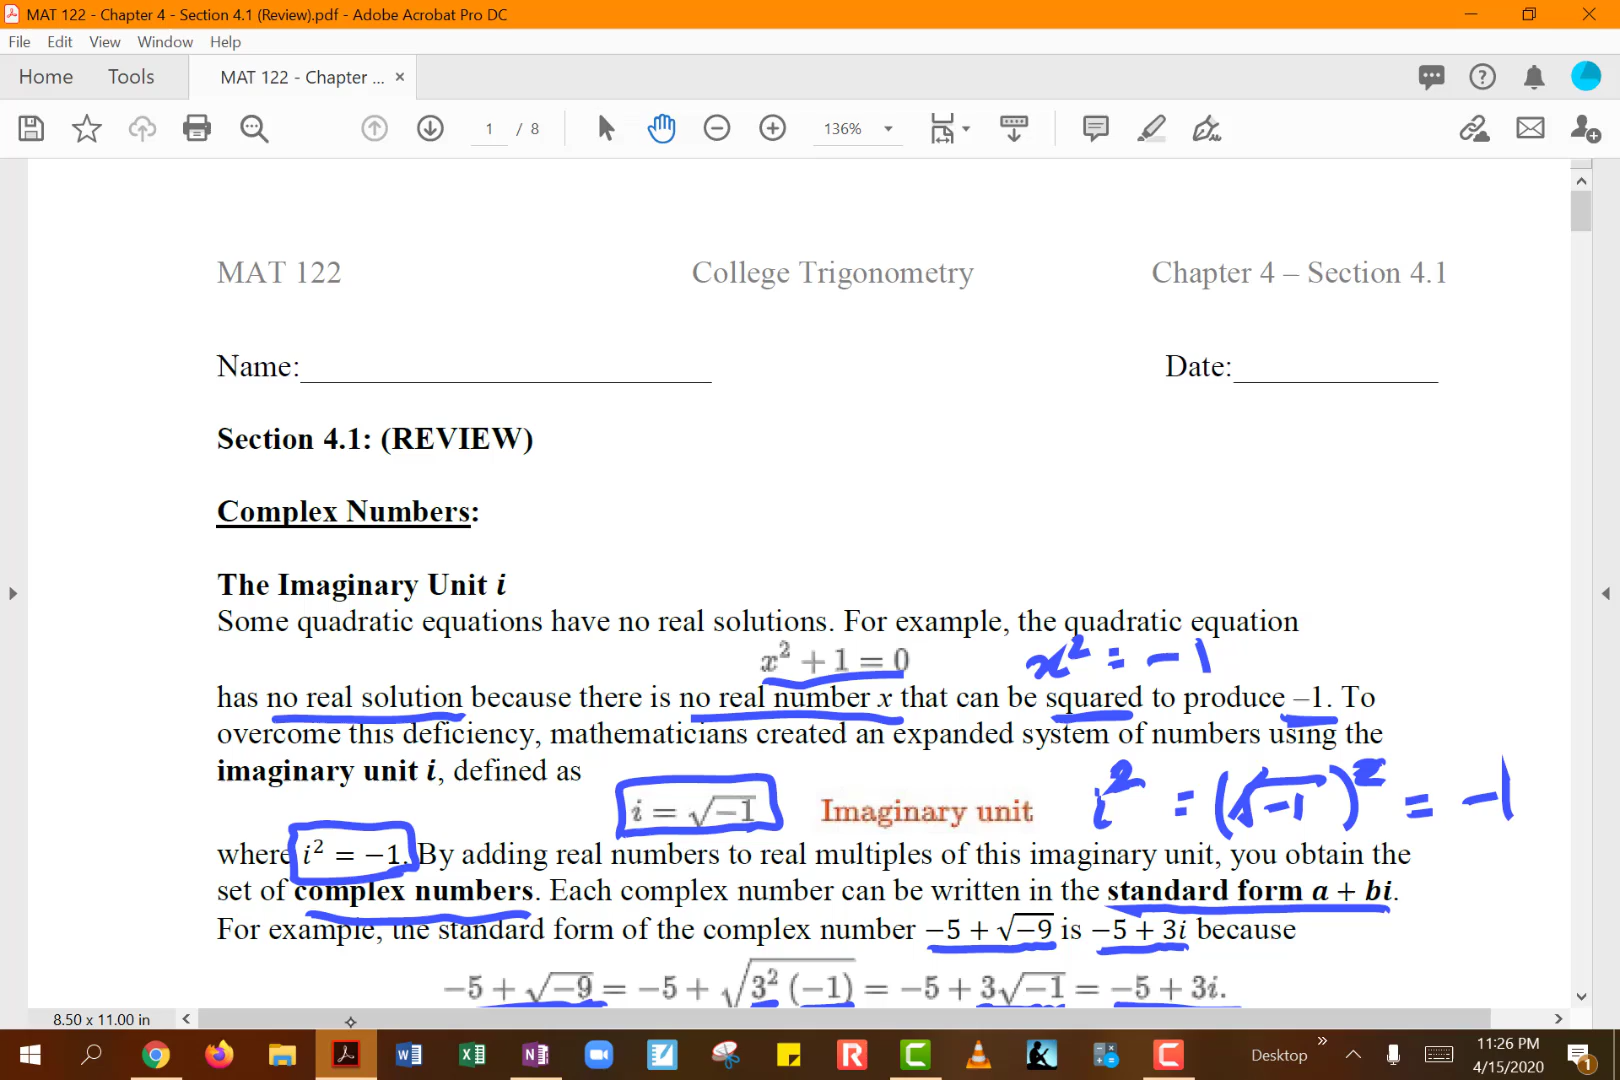 MAT 122 - Chapter 4 - Section 4.1 (Review).pdf - Adobe Acrobat Pro DC
File Edit View Window Help
Home Tools MAT 122 - Chapter ... ×
1 / 8 136%
MAT 122 College Trigonometry Chapter 4 – Section 4.1
Name: Date:
Section 4.1: (REVIEW)
Complex Numbers:
The Imaginary Unit i
Some quadratic equations have no real solutions. For example, the quadratic equation
x² + 1 = 0 x² = -1
has no real solution because there is no real number x that can be squared to produce –1. To
overcome this deficiency, mathematicians created an expanded system of numbers using the
imaginary unit i, defined as
i = √−1 Imaginary unit i² = (√-1)² = -1
where i² = −1. By adding real numbers to real multiples of this imaginary unit, you obtain the
set of complex numbers. Each complex number can be written in the standard form a + bi.
For example, the standard form of the complex number −5 + √−9 is −5 + 3i because
−5 + √−9 = −5 + √3² (−1) = −5 + 3√−1 = −5 + 3i.
8.50 x 11.00 in
Desktop 11:26 PM
4/15/2020